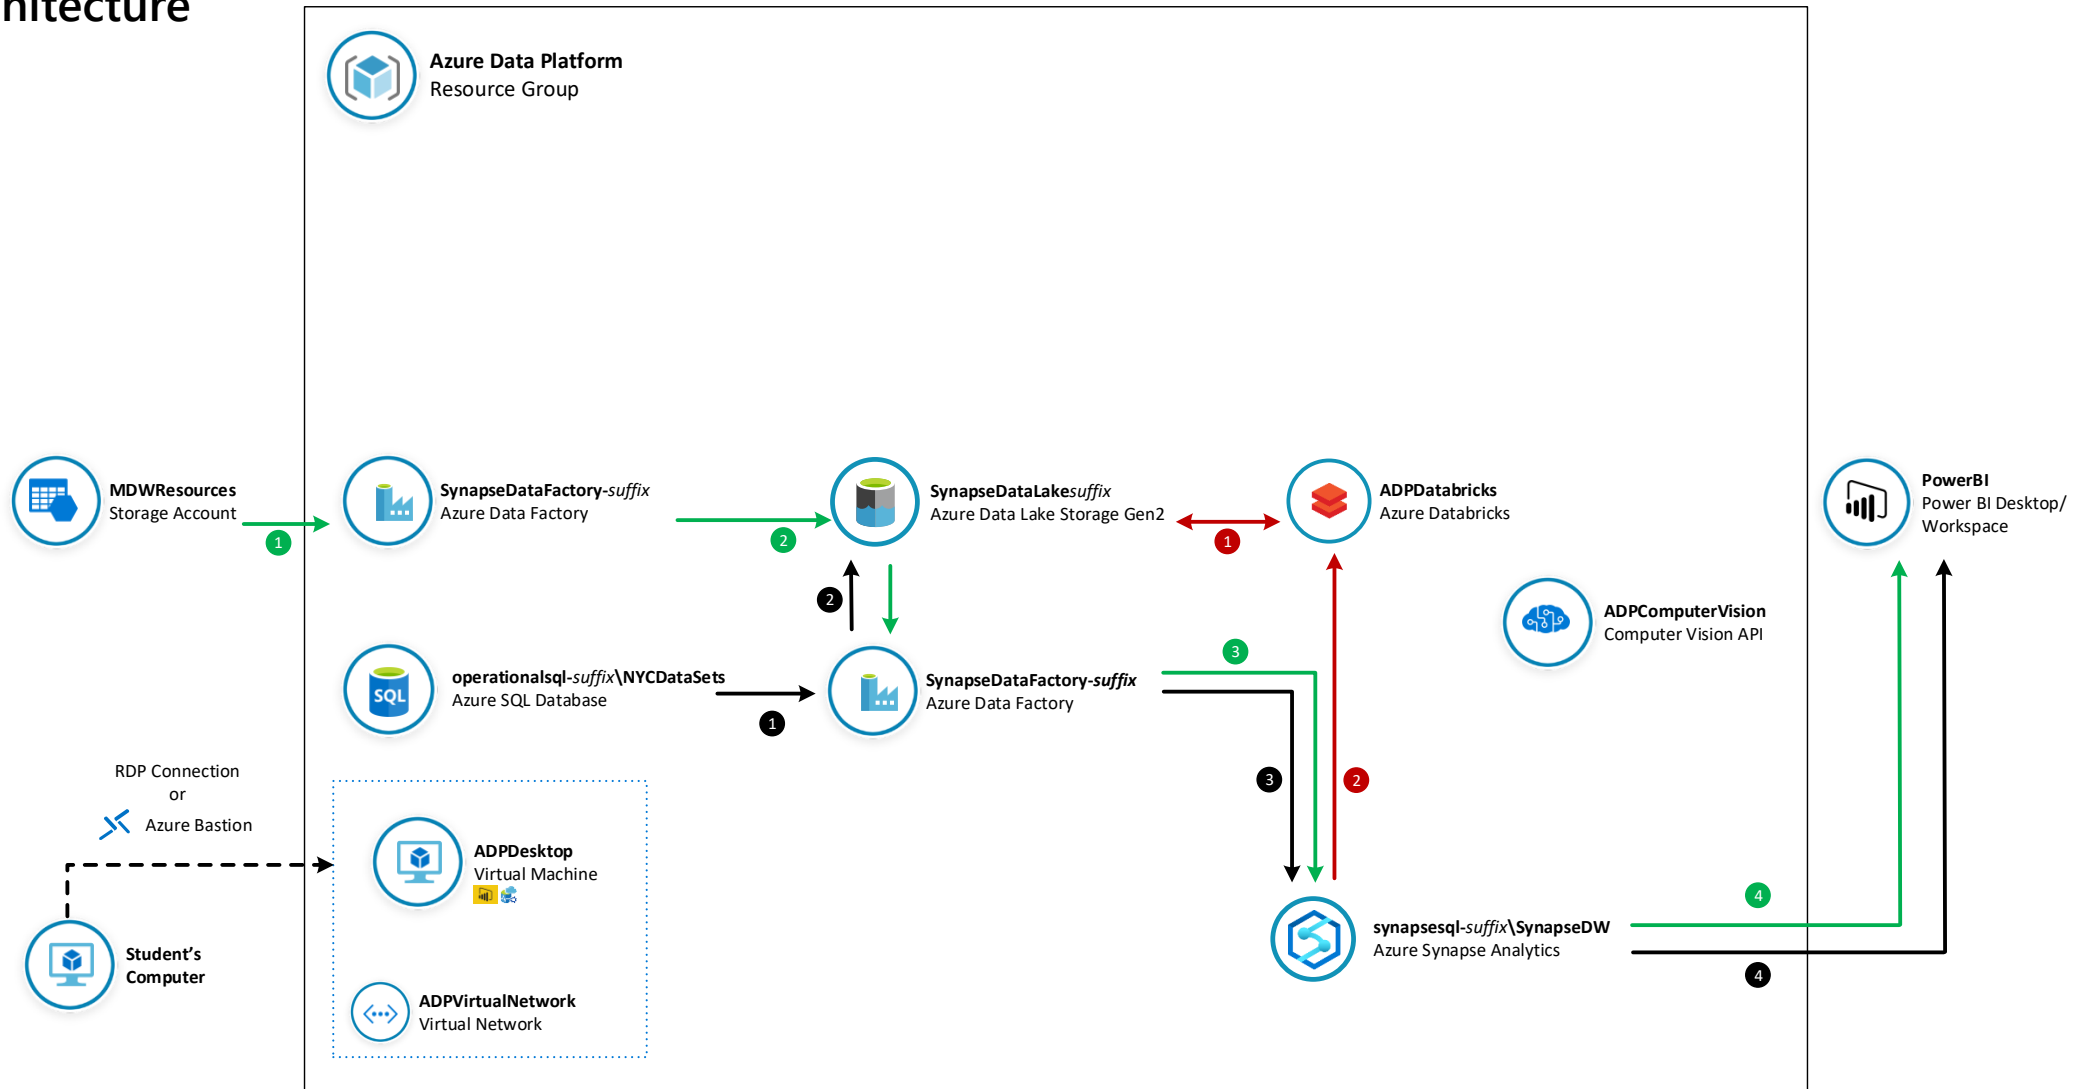 Azure Data Platform
Resource Group
MDWResources
Storage Account
1
SynapseDataFactory-suffix
Azure Data Factory
2
SynapseDataLakesuffix
Azure Data Lake Storage Gen2
1
ADPDatabricks
Azure Databricks
PowerBI
Power BI Desktop/
Workspace
2
ADPComputerVision
Computer Vision API
SQL
operationalsql-suffix\NYCDataSets
Azure SQL Database
1
SynapseDataFactory-suffix
Azure Data Factory
3
3
2
RDP Connection
or
Azure Bastion
ADPDesktop
Virtual Machine
Student's
Computer
ADPVirtualNetwork
Virtual Network
synapsesql-suffix\SynapseDW
Azure Synapse Analytics
4
4